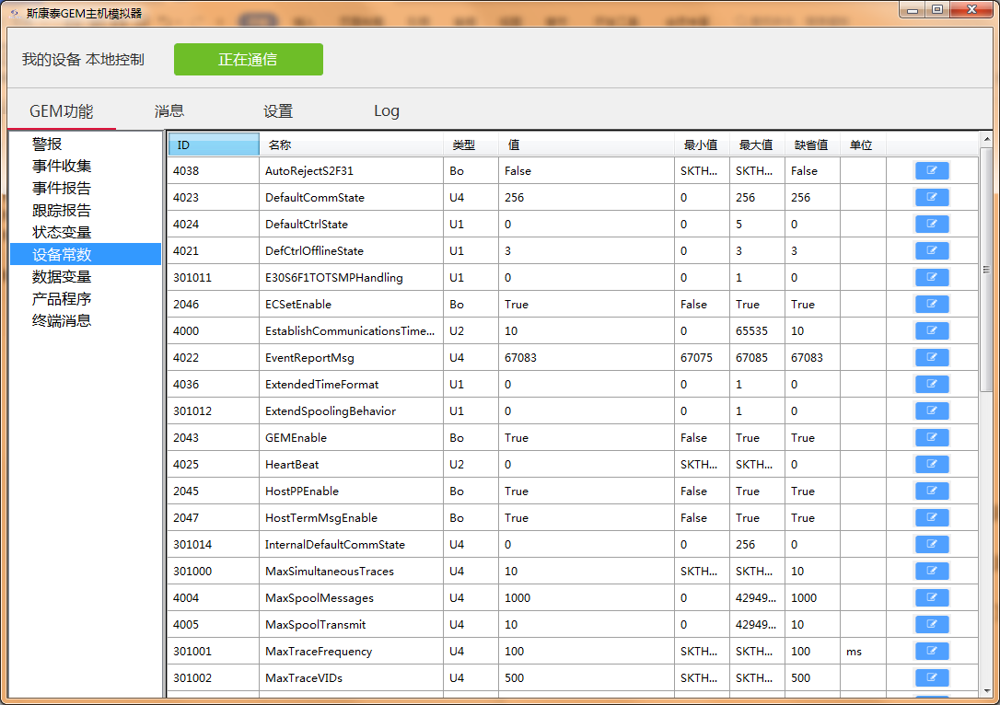 斯康泰GEM主机模拟器
我的设备 本地控制 正在通信
GEM功能 消息 设置 Log
警报
事件收集
事件报告
跟踪报告
状态变量
设备常数
数据变量
产品程序
终端消息
ID 名称 类型 值 最小值 最大值 缺省值 单位
4038 AutoRejectS2F31 Bo False SKTH... SKTH... False
4023 DefaultCommState U4 256 0 256 256
4024 DefaultCtrlState U1 0 0 5 0
4021 DefCtrlOfflineState U1 3 0 3 3
301011 E30S6F1TOTSMPHandling U1 0 0 1 0
2046 ECSetEnable Bo True False True True
4000 EstablishCommunicationsTime... U2 10 0 65535 10
4022 EventReportMsg U4 67083 67075 67085 67083
4036 ExtendedTimeFormat U1 0 0 1 0
301012 ExtendSpoolingBehavior U1 0 0 1 0
2043 GEMEnable Bo True False True True
4025 HeartBeat U2 0 SKTH... SKTH... 0
2045 HostPPEnable Bo True False True True
2047 HostTermMsgEnable Bo True False True True
301014 InternalDefaultCommState U4 0 0 256 0
301000 MaxSimultaneousTraces U4 10 SKTH... SKTH... 10
4004 MaxSpoolMessages U4 1000 0 42949... 1000
4005 MaxSpoolTransmit U4 10 0 42949... 10
301001 MaxTraceFrequency U4 100 SKTH... SKTH... 100 ms
301002 MaxTraceVIDs U4 500 SKTH... SKTH... 500